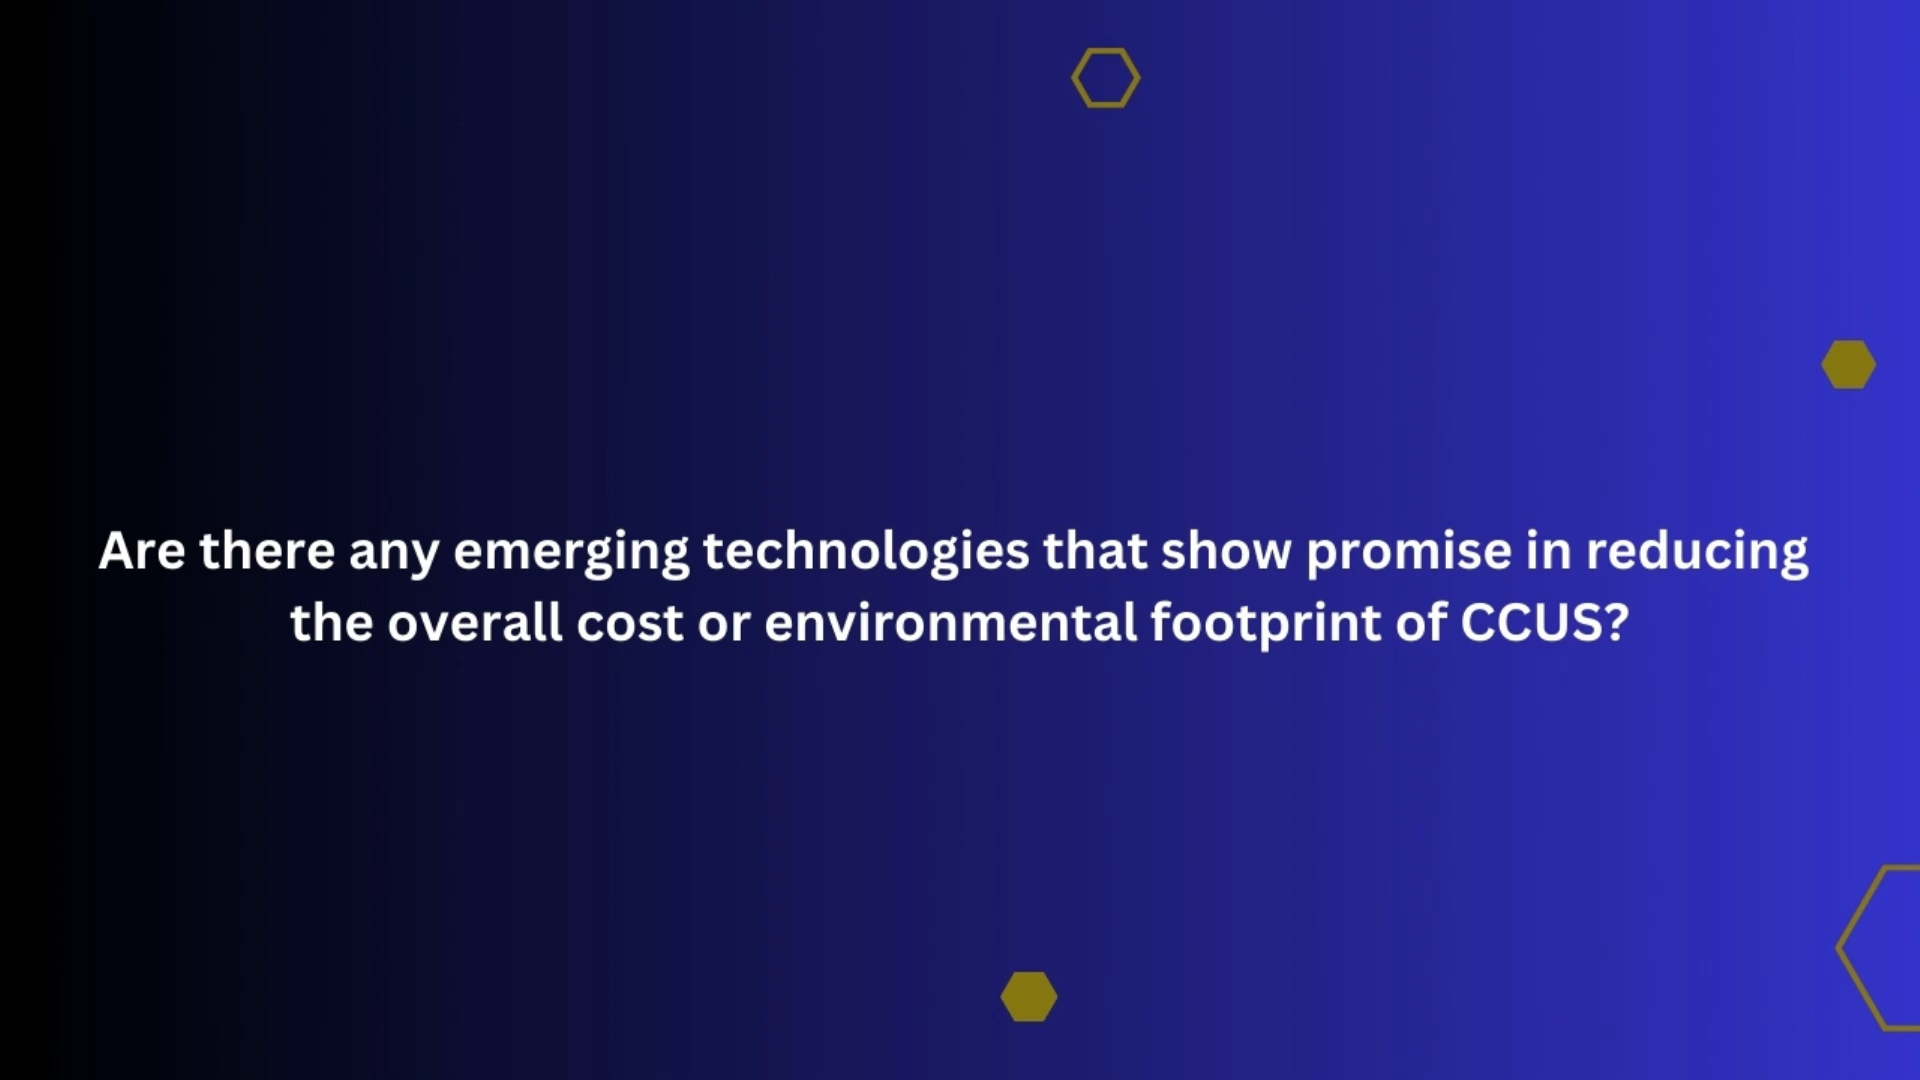 Are there any emerging technologies that show promise in reducing
the overall cost or environmental footprint of CCUS?